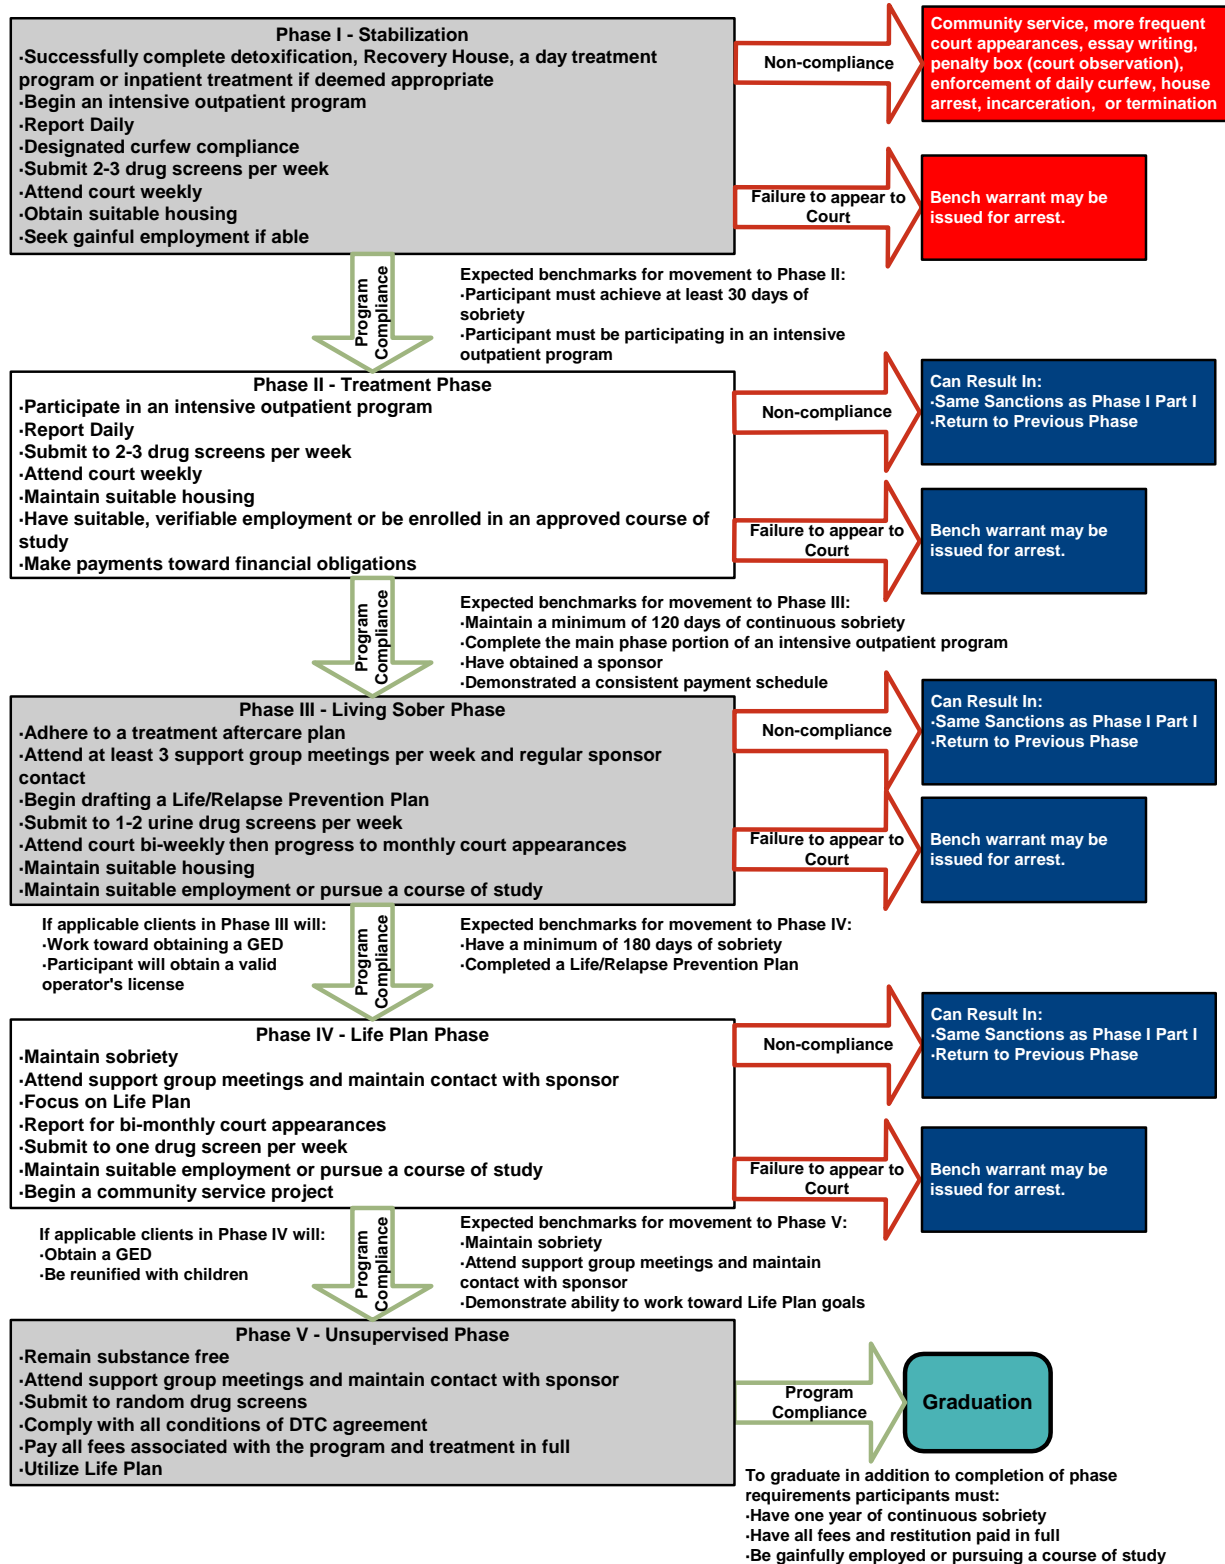 Phase I - Stabilization
·Successfully complete detoxification, Recovery House, a day treatment
program or inpatient treatment if deemed appropriate
·Begin an intensive outpatient program
·Report Daily
·Designated curfew compliance
·Submit 2-3 drug screens per week
·Attend court weekly
·Obtain suitable housing
·Seek gainful employment if able
Non-compliance
Community service, more frequent
court appearances, essay writing,
penalty box (court observation),
enforcement of daily curfew, house
arrest, incarceration, or termination
Failure to appear to
Court
Bench warrant may be
issued for arrest.
Program
Compliance
Expected benchmarks for movement to Phase II:
·Participant must achieve at least 30 days of
sobriety
·Participant must be participating in an intensive
outpatient program
Phase II - Treatment Phase
·Participate in an intensive outpatient program
·Report Daily
·Submit to 2-3 drug screens per week
·Attend court weekly
·Maintain suitable housing
·Have suitable, verifiable employment or be enrolled in an approved course of
study
·Make payments toward financial obligations
Non-compliance
Can Result In:
·Same Sanctions as Phase I Part I
·Return to Previous Phase
Failure to appear to
Court
Bench warrant may be
issued for arrest.
Program
Compliance
Expected benchmarks for movement to Phase III:
·Maintain a minimum of 120 days of continuous sobriety
·Complete the main phase portion of an intensive outpatient program
·Have obtained a sponsor
·Demonstrated a consistent payment schedule
Phase III - Living Sober Phase
·Adhere to a treatment aftercare plan
·Attend at least 3 support group meetings per week and regular sponsor
contact
·Begin drafting a Life/Relapse Prevention Plan
·Submit to 1-2 urine drug screens per week
·Attend court bi-weekly then progress to monthly court appearances
·Maintain suitable housing
·Maintain suitable employment or pursue a course of study
Non-compliance
Can Result In:
·Same Sanctions as Phase I Part I
·Return to Previous Phase
Failure to appear to
Court
Bench warrant may be
issued for arrest.
If applicable clients in Phase III will:
·Work toward obtaining a GED
·Participant will obtain a valid
operator's license
Program
Compliance
Expected benchmarks for movement to Phase IV:
·Have a minimum of 180 days of sobriety
·Completed a Life/Relapse Prevention Plan
Phase IV - Life Plan Phase
·Maintain sobriety
·Attend support group meetings and maintain contact with sponsor
·Focus on Life Plan
·Report for bi-monthly court appearances
·Submit to one drug screen per week
·Maintain suitable employment or pursue a course of study
·Begin a community service project
Non-compliance
Can Result In:
·Same Sanctions as Phase I Part I
·Return to Previous Phase
Failure to appear to
Court
Bench warrant may be
issued for arrest.
If applicable clients in Phase IV will:
·Obtain a GED
·Be reunified with children
Program
Compliance
Expected benchmarks for movement to Phase V:
·Maintain sobriety
·Attend support group meetings and maintain
contact with sponsor
·Demonstrate ability to work toward Life Plan goals
Phase V - Unsupervised Phase
·Remain substance free
·Attend support group meetings and maintain contact with sponsor
·Submit to random drug screens
·Comply with all conditions of DTC agreement
·Pay all fees associated with the program and treatment in full
·Utilize Life Plan
Program
Compliance
Graduation
To graduate in addition to completion of phase
requirements participants must:
·Have one year of continuous sobriety
·Have all fees and restitution paid in full
·Be gainfully employed or pursuing a course of study